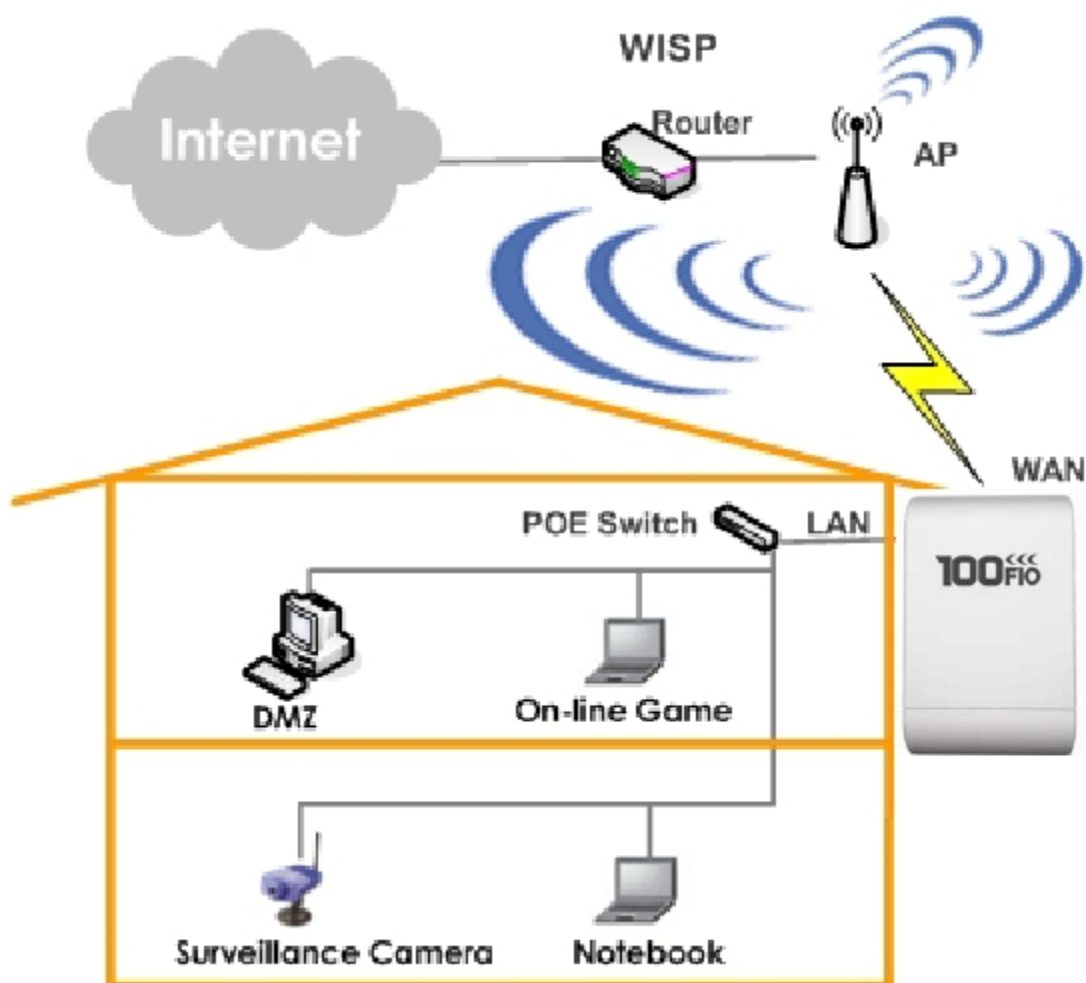 WISP
Internet
Router
AP
WAN
POE Switch
LAN
100FIO
DMZ
On-line Game
Surveillance Camera
Notebook